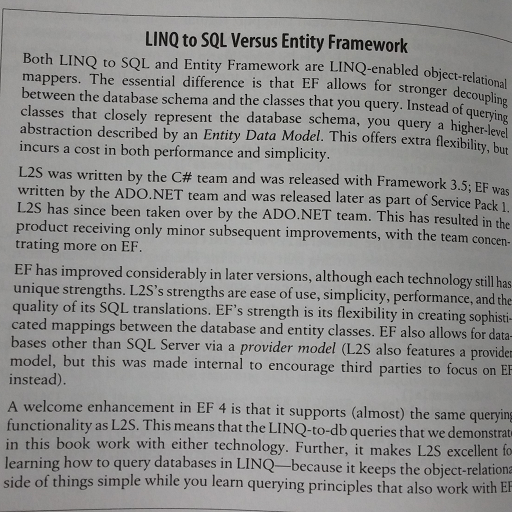 LINQ to SQL Versus Entity Framework
Both LINQ to SQL and Entity Framework are LINQ-enabled object-relational
mappers. The essential difference is that EF allows for stronger decoupling
between the database schema and the classes that you query. Instead of querying
classes that closely represent the database schema, you query a higher-level
abstraction described by an Entity Data Model. This offers extra flexibility, but
incurs a cost in both performance and simplicity.
L2S was written by the C# team and was released with Framework 3.5; EF was
written by the ADO.NET team and was released later as part of Service Pack 1.
L2S has since been taken over by the ADO.NET team. This has resulted in the
product receiving only minor subsequent improvements, with the team concen-
trating more on EF.
EF has improved considerably in later versions, although each technology still has
unique strengths. L2S's strengths are ease of use, simplicity, performance, and the
quality of its SQL translations. EF's strength is its flexibility in creating sophisti-
cated mappings between the database and entity classes. EF also allows for data-
bases other than SQL Server via a provider model (L2S also features a provider
model, but this was made internal to encourage third parties to focus on EF
instead).
A welcome enhancement in EF 4 is that it supports (almost) the same querying
functionality as L2S. This means that the LINQ-to-db queries that we demonstrate
in this book work with either technology. Further, it makes L2S excellent fo
learning how to query databases in LINQ—because it keeps the object-relationa
side of things simple while you learn querying principles that also work with EF